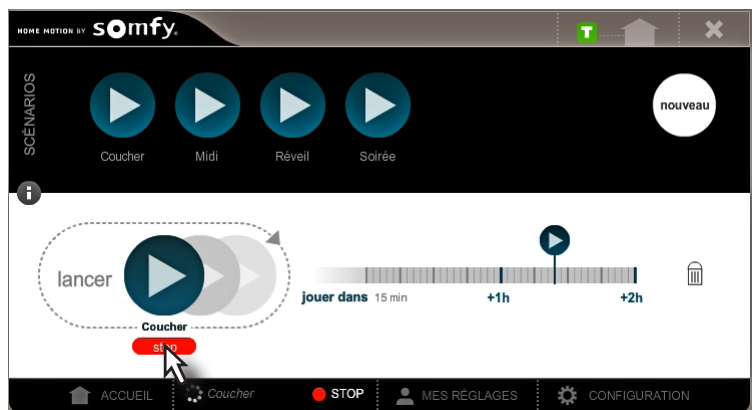 HOME MOTION BY somfy.
T
SCÉNARIOS
Coucher Midi Réveil Soirée
nouveau
i
lancer
Coucher
stop
jouer dans 15 min +1h +2h
ACCUEIL Coucher STOP MES RÉGLAGES CONFIGURATION